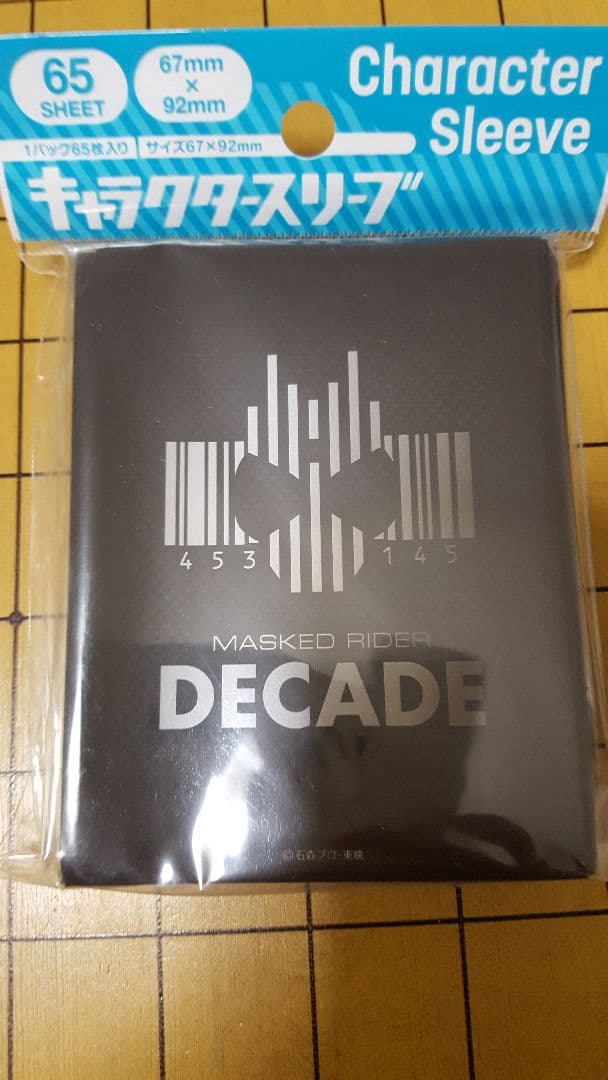 65
SHEET
67mm
×
92mm
Character
Sleeve
1パック65枚入り サイズ67×92mm
キャラクタースリーブ
453 145
MASKED RIDER
DECADE
©石森プロ・東映